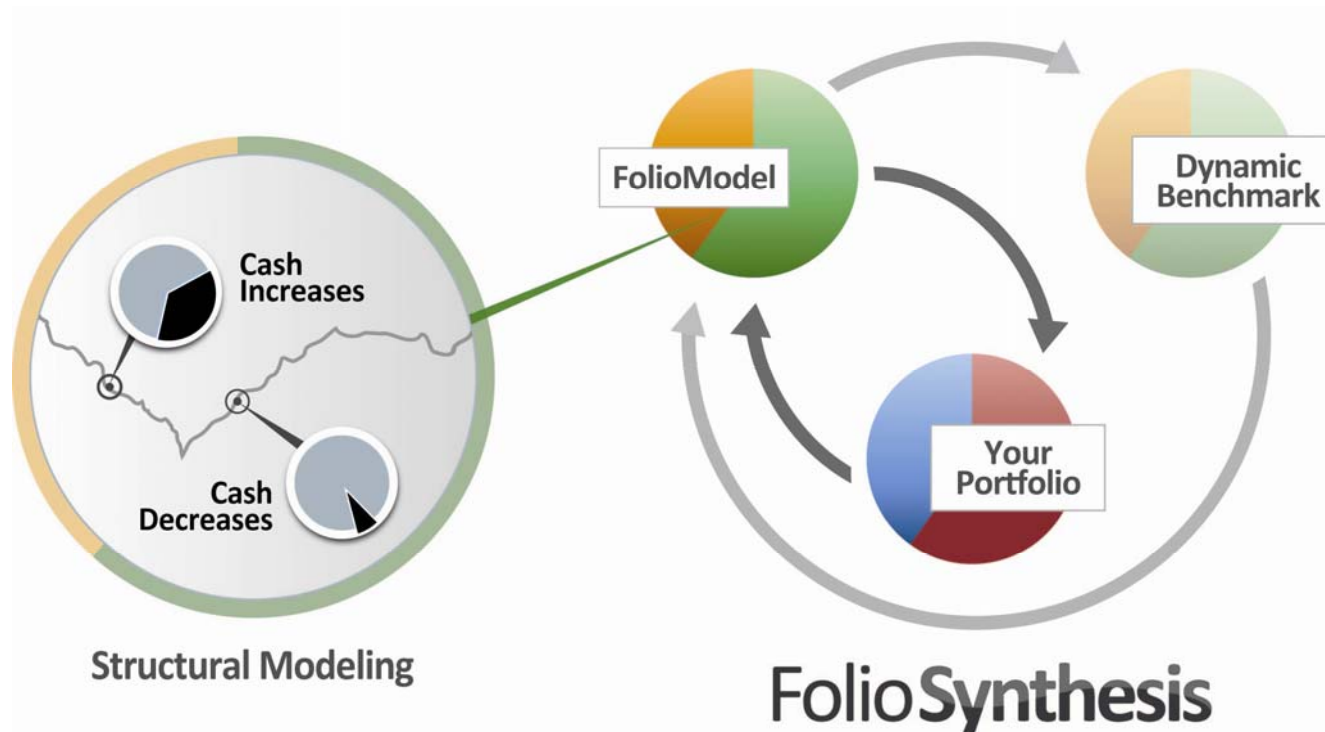 Cash
Increases
Cash
Decreases
Structural Modeling
FolioModel
Dynamic
Benchmark
Your
Portfolio
FolioSynthesis